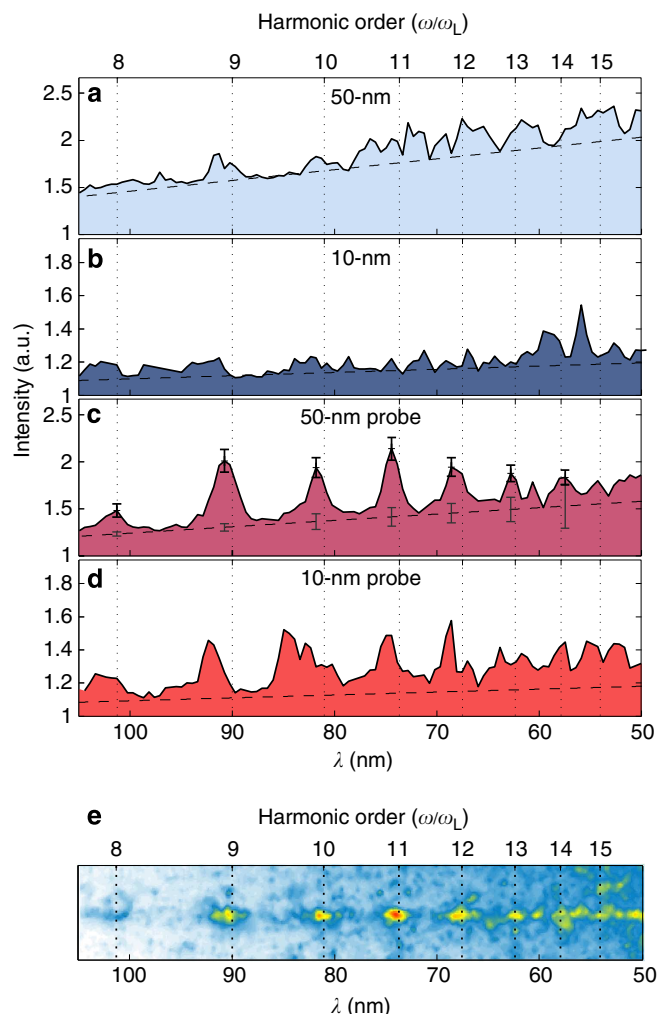 Harmonic order (ω/ωL)
8 9 10 11 12 13 14 15
a 50-nm
2.5
2
1.5
1
b 10-nm
1.8
1.6
1.4
1.2
1
Intensity (a.u.)
c 50-nm probe
2.5
2
1.5
1
d 10-nm probe
1.8
1.6
1.4
1.2
1
100 90 80 70 60 50
λ (nm)
e Harmonic order (ω/ωL)
8 9 10 11 12 13 14 15
100 90 80 70 60 50
λ (nm)